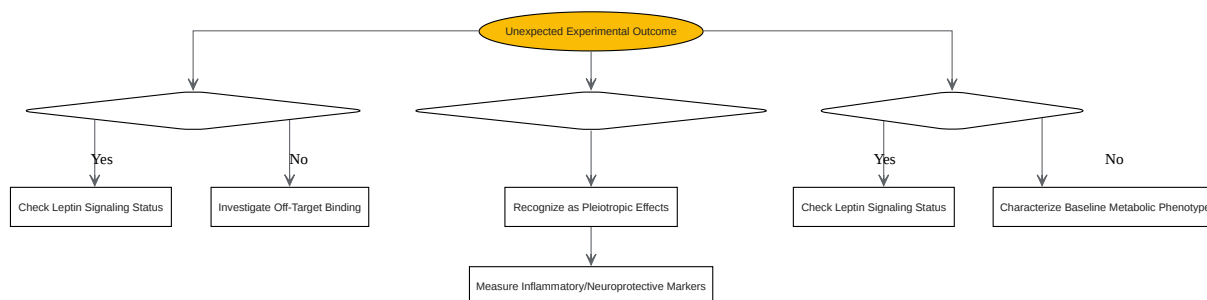 Unexpected Experimental Outcome
Yes
No
Yes
No
Check Leptin Signaling Status
Investigate Off-Target Binding
Recognize as Pleiotropic Effects
Check Leptin Signaling Status
Characterize Baseline Metabolic Phenotype
Measure Inflammatory/Neuroprotective Markers